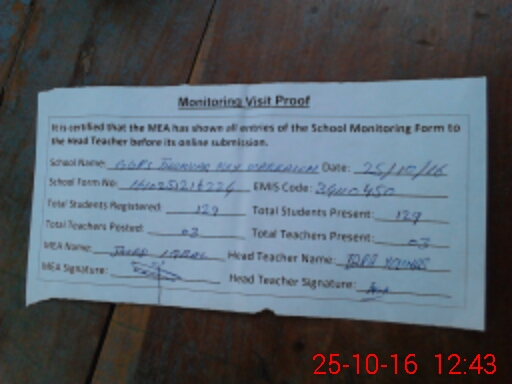 Monitoring Visit Proof
It is certified that the MEA has shown all entries of the School Monitoring Form to
the Head Teacher before its online submission.
School Name: GGPS Date: 25/10/16
School Form No: EMIS Code: 39110450
Total Students Registered: 129 Total Students Present: 129
Total Teachers Posted: 03 Total Teachers Present: 03
MEA Name: Head Teacher Name:
MEA Signature: Head Teacher Signature:
25-10-16 12:43